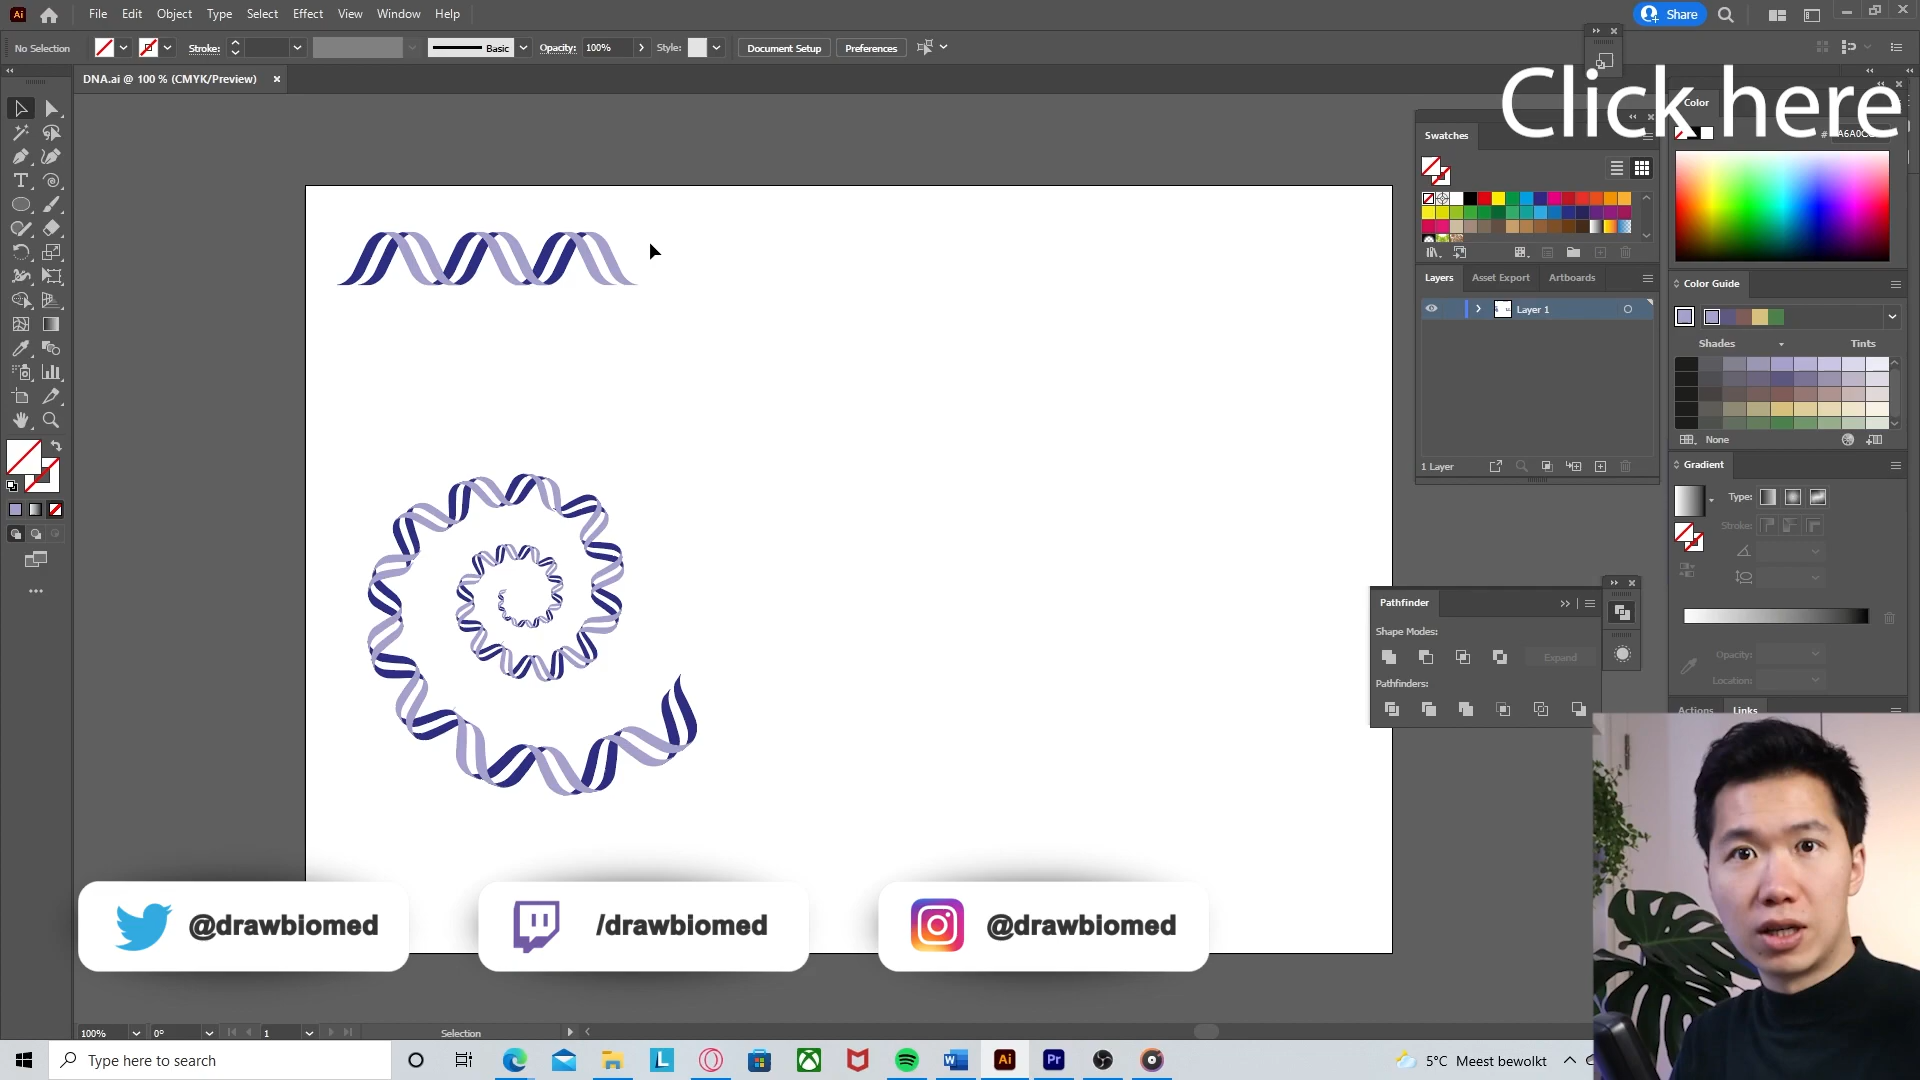 Ai
File Edit Object Type Select Effect View Window Help
Share
No Selection
Stroke:
Basic
Opacity: 100%
Style:
Document Setup
Preferences
DNA.ai @ 100 % (CMYK/Preview)
Click here
Swatches
Color
#
Layers Asset Export Artboards
Layer 1
1 Layer
Color Guide
Shades Tints
None
Gradient
Type:
Stroke:
Opacity:
Location:
Pathfinder
Shape Modes:
Expand
Pathfinders:
Actions Links
@drawbiomed
/drawbiomed
@drawbiomed
100% 0° 1 Selection
Type here to search
L
W
Ai
Pr
5°C Meest bewolkt